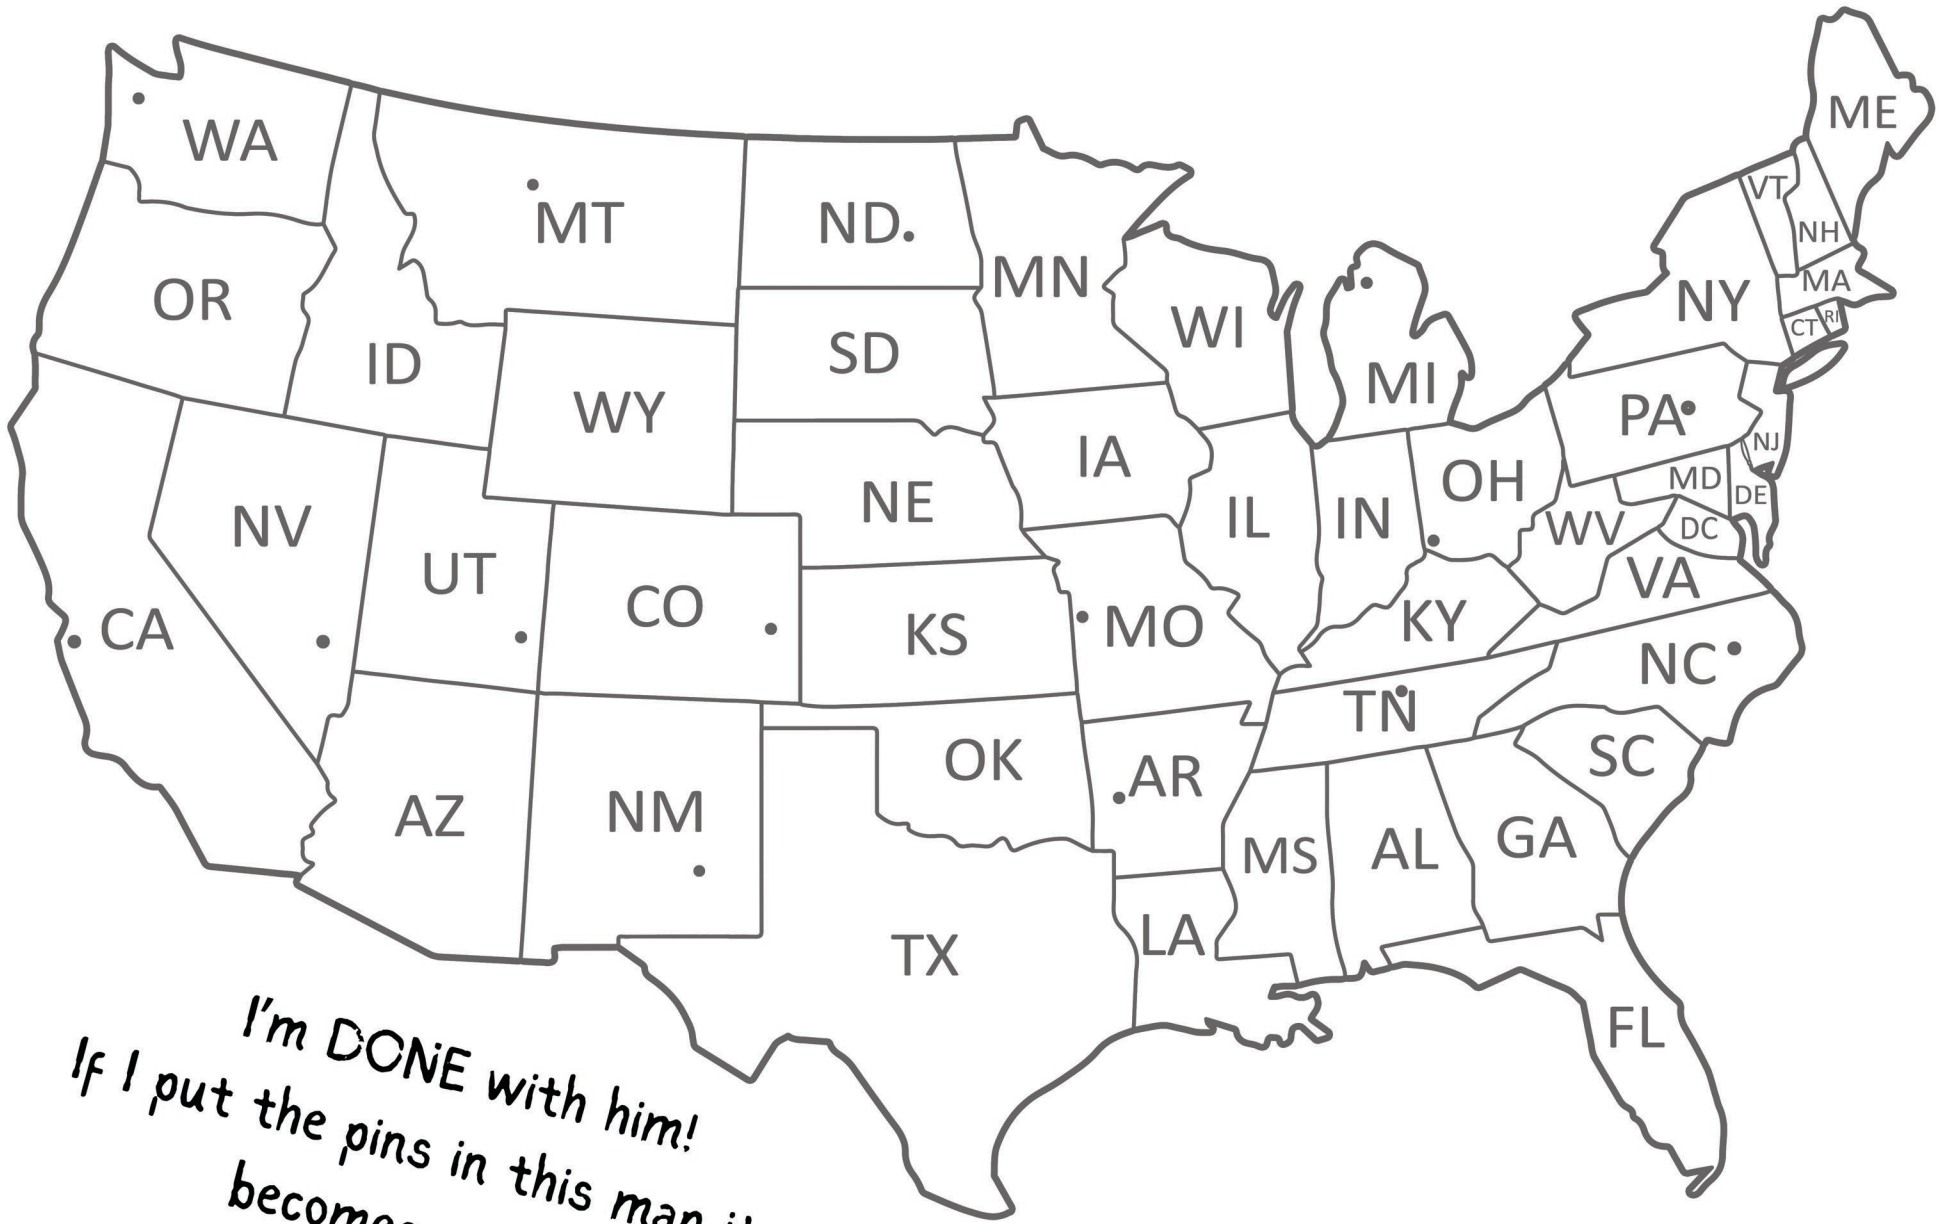 WA
ME
VT
MT
ND
NH
MN
MA
OR
NY
RI
WI
CT
SD
ID
MI
WY
PA
NJ
IA
MD
OH
DE
NE
IL
IN
NV
WV
DC
UT
VA
CO
KY
CA
MO
KS
NC
TN
SC
OK
AR
NM
AZ
GA
AL
MS
LA
TX
FL
I'm DONE with him!
If I put the pins in this map it